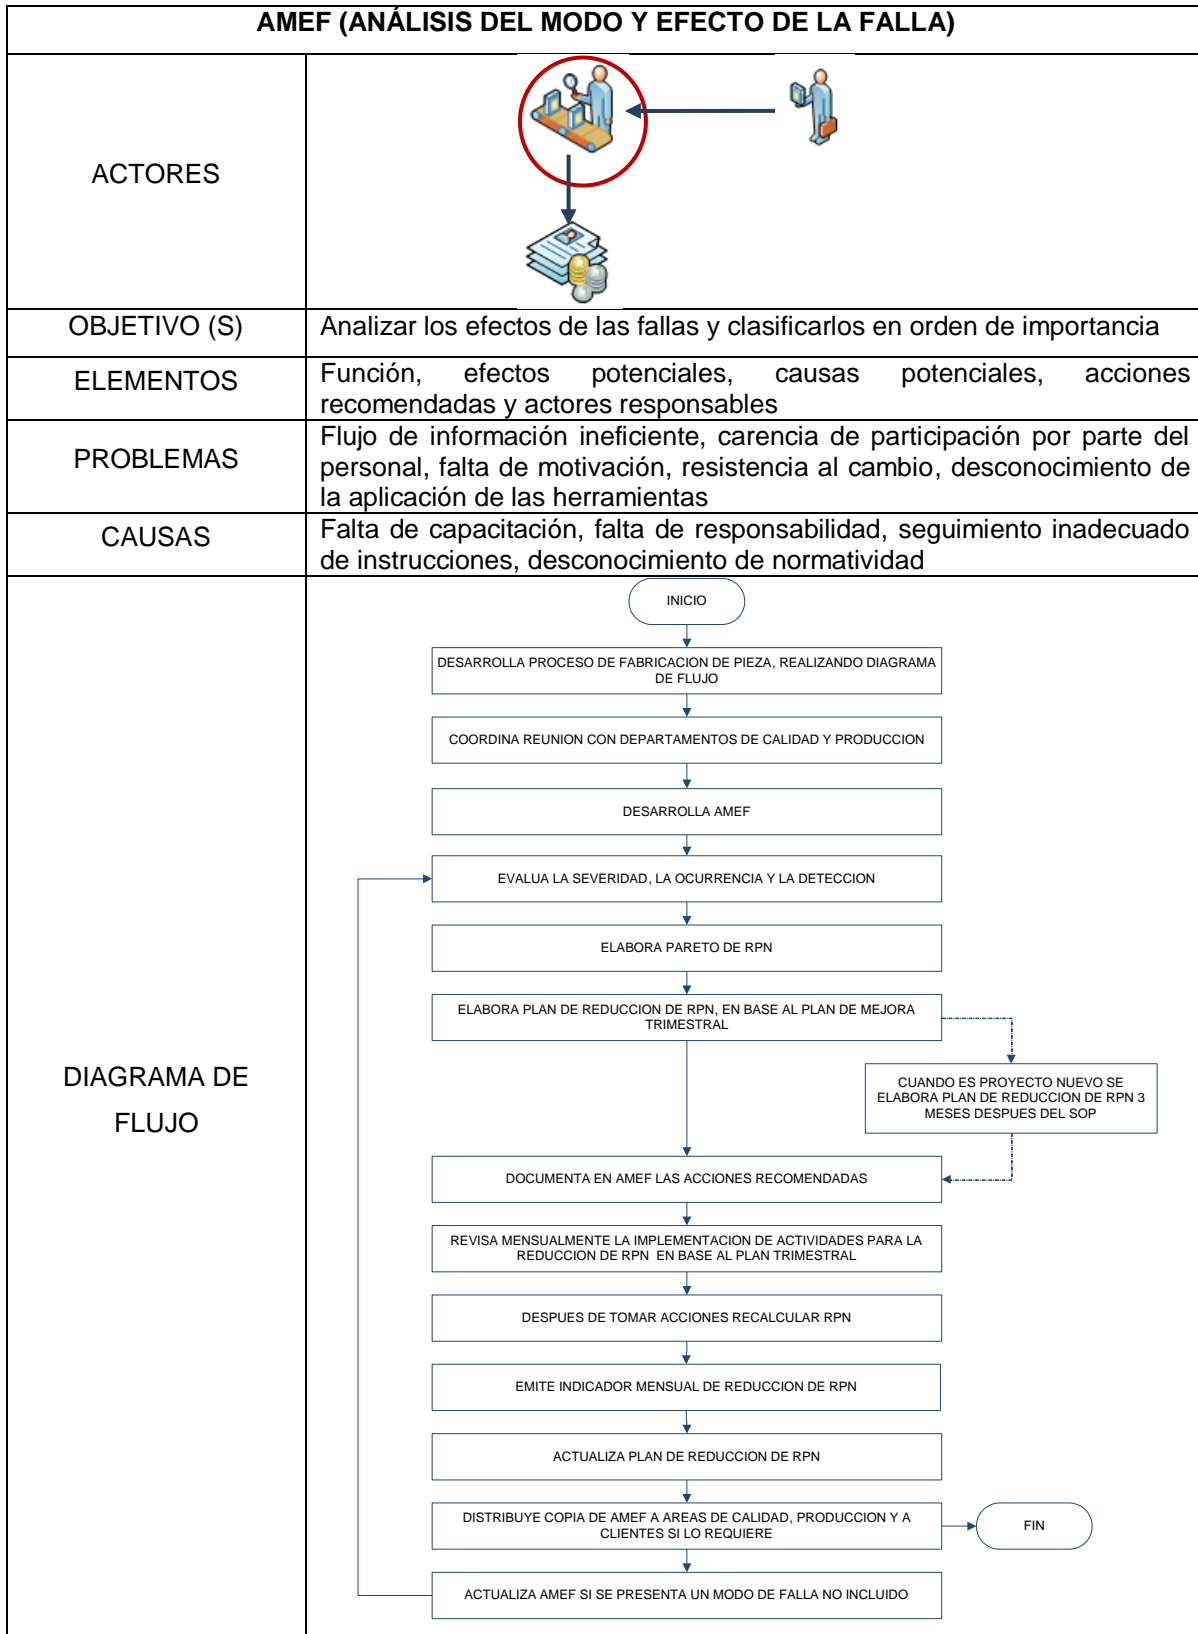 AMEF (ANÁLISIS DEL MODO Y EFECTO DE LA FALLA)
ACTORES
OBJETIVO (S)
Analizar los efectos de las fallas y clasificarlos en orden de importancia
ELEMENTOS
Función, efectos potenciales, causas potenciales, acciones
recomendadas y actores responsables
PROBLEMAS
Flujo de información ineficiente, carencia de participación por parte del
personal, falta de motivación, resistencia al cambio, desconocimiento de
la aplicación de las herramientas
CAUSAS
Falta de capacitación, falta de responsabilidad, seguimiento inadecuado
de instrucciones, desconocimiento de normatividad
DIAGRAMA DE
FLUJO
INICIO
DESARROLLA PROCESO DE FABRICACION DE PIEZA, REALIZANDO DIAGRAMA
DE FLUJO
COORDINA REUNION CON DEPARTAMENTOS DE CALIDAD Y PRODUCCION
DESARROLLA AMEF
EVALUA LA SEVERIDAD, LA OCURRENCIA Y LA DETECCION
ELABORA PARETO DE RPN
ELABORA PLAN DE REDUCCION DE RPN, EN BASE AL PLAN DE MEJORA
TRIMESTRAL
CUANDO ES PROYECTO NUEVO SE
ELABORA PLAN DE REDUCCION DE RPN 3
MESES DESPUES DEL SOP
DOCUMENTA EN AMEF LAS ACCIONES RECOMENDADAS
REVISA MENSUALMENTE LA IMPLEMENTACION DE ACTIVIDADES PARA LA
REDUCCION DE RPN EN BASE AL PLAN TRIMESTRAL
DESPUES DE TOMAR ACCIONES RECALCULAR RPN
EMITE INDICADOR MENSUAL DE REDUCCION DE RPN
ACTUALIZA PLAN DE REDUCCION DE RPN
DISTRIBUYE COPIA DE AMEF A AREAS DE CALIDAD, PRODUCCION Y A
CLIENTES SI LO REQUIERE
FIN
ACTUALIZA AMEF SI SE PRESENTA UN MODO DE FALLA NO INCLUIDO